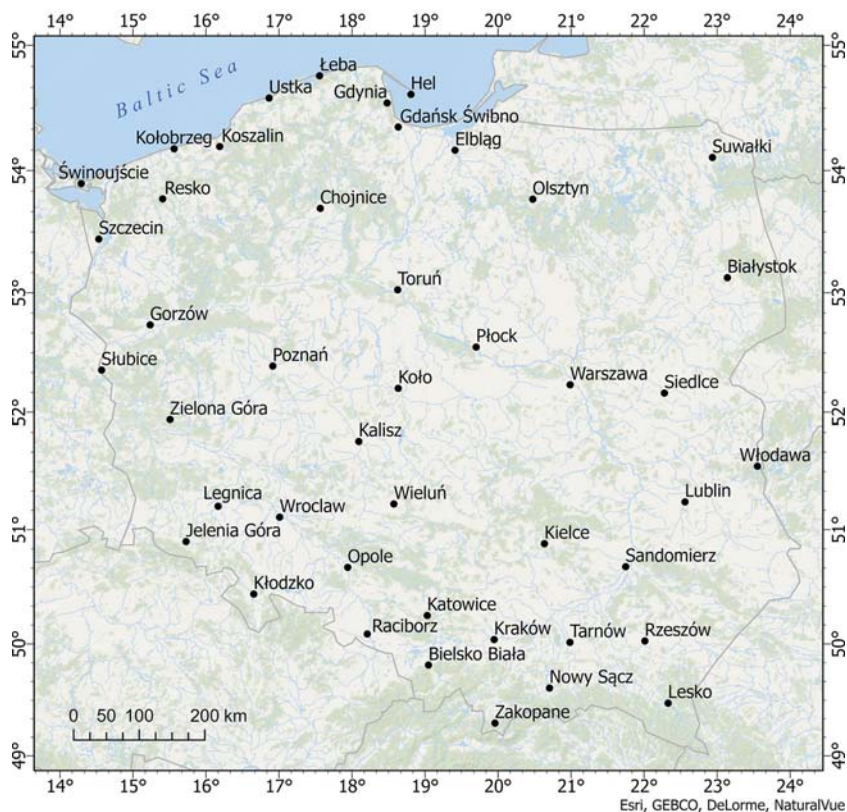 14° 15° 16° 17° 18° 19° 20° 21° 22° 23° 24°
55° 55°
Łeba
Baltic Sea
Ustka
Hel
Gdynia
Gdańsk Świbno
Kołobrzeg
Koszalin
Elbląg
Suwałki
54° 54°
Świnoujście
Resko
Chojnice
Olsztyn
Szczecin
Białystok
Toruń
53° 53°
Gorzów
Płock
Słubice
Poznań
Warszawa
Koło
Siedlce
Zielona Góra
52° 52°
Kalisz
Włodawa
Legnica
Wieluń
Lublin
Wroclaw
51° 51°
Jelenia Góra
Kielce
Opole
Sandomierz
Kłodzko
Katowice
Raciborz
Kraków
Tarnów
Rzeszów
50° 50°
Bielsko Biała
Nowy Sącz
Lesko
Zakopane
0 50 100 200 km
49° 49°
14° 15° 16° 17° 18° 19° 20° 21° 22° 23° 24°
Esri, GEBCO, DeLorme, NaturalVue